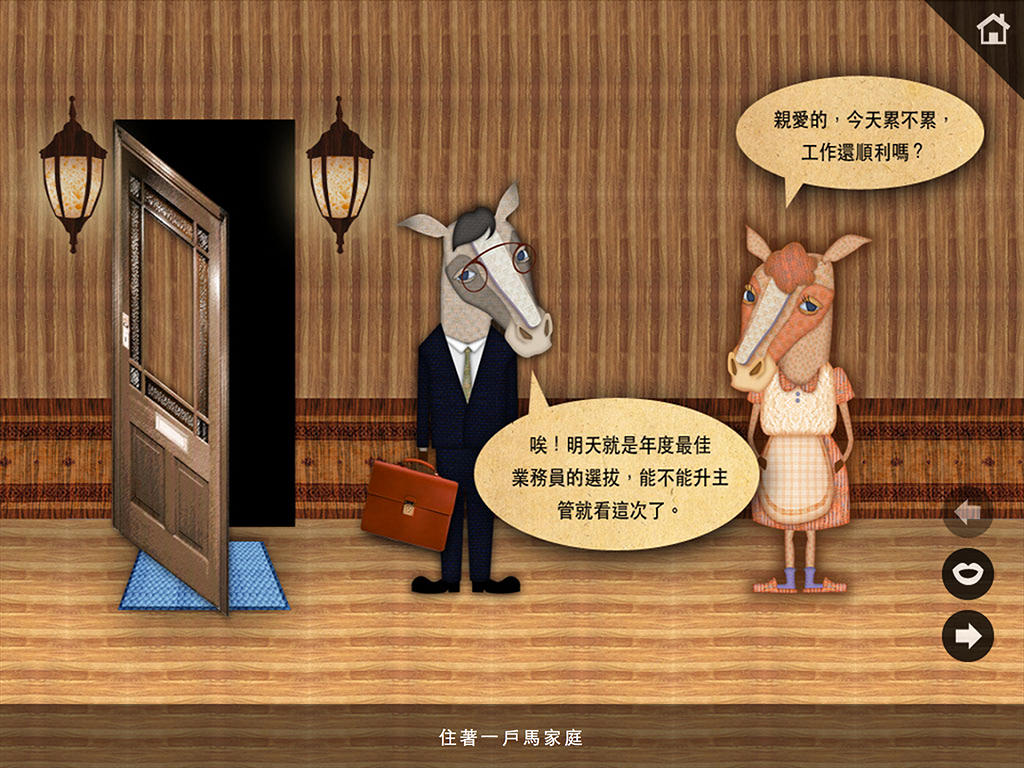 親愛的，今天累不累，
工作還順利嗎？
唉！明天就是年度最佳
業務員的選拔，能不能升主
管就看這次了。
住著一戶馬家庭